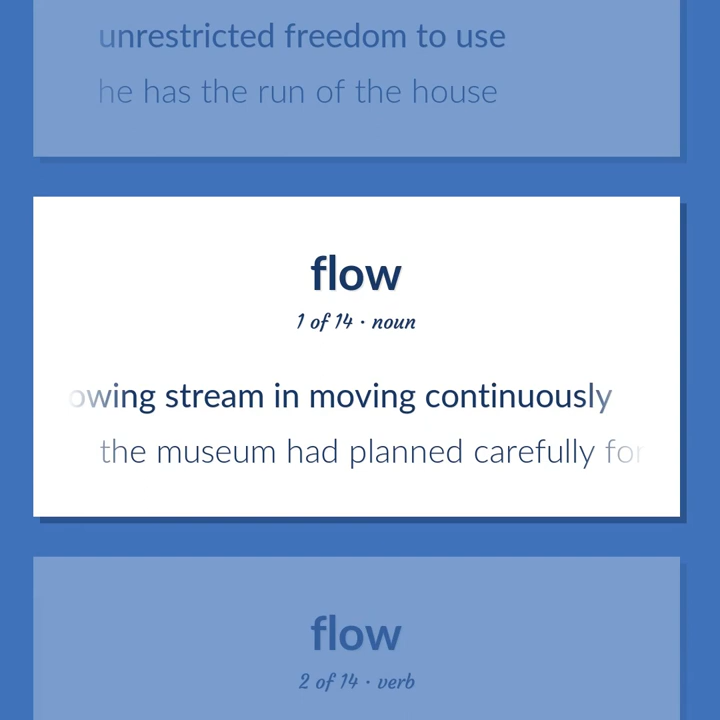 unrestricted freedom to use
he has the run of the house
flow
1 of 14 · noun
owing stream in moving continuously
the museum had planned carefully for
flow
2 of 14 · verb